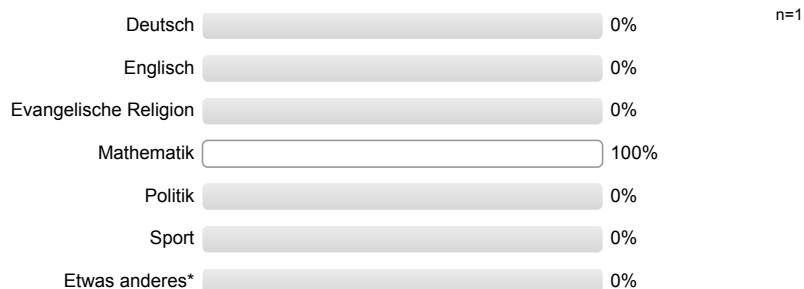 n=1
Deutsch 0%
Englisch 0%
Evangelische Religion 0%
Mathematik 100%
Politik 0%
Sport 0%
Etwas anderes* 0%